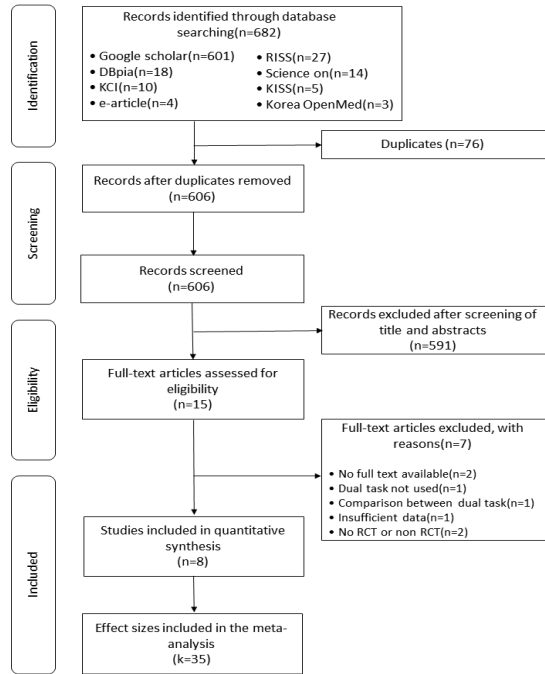 Identification
Records identified through database
searching(n=682)
• Google scholar(n=601)
• DBpia(n=18)
• KCI(n=10)
• e-article(n=4)
• RISS(n=27)
• Science on(n=14)
• KISS(n=5)
• Korea OpenMed(n=3)
Duplicates (n=76)
Screening
Records after duplicates removed
(n=606)
Records screened
(n=606)
Records excluded after screening of
title and abstracts
(n=591)
Eligibility
Full-text articles assessed for
eligibility
(n=15)
Full-text articles excluded, with
reasons(n=7)
• No full text available(n=2)
• Dual task not used(n=1)
• Comparison between dual task(n=1)
• Insufficient data(n=1)
• No RCT or non RCT(n=2)
Included
Studies included in quantitative
synthesis
(n=8)
Effect sizes included in the meta-
analysis
(k=35)